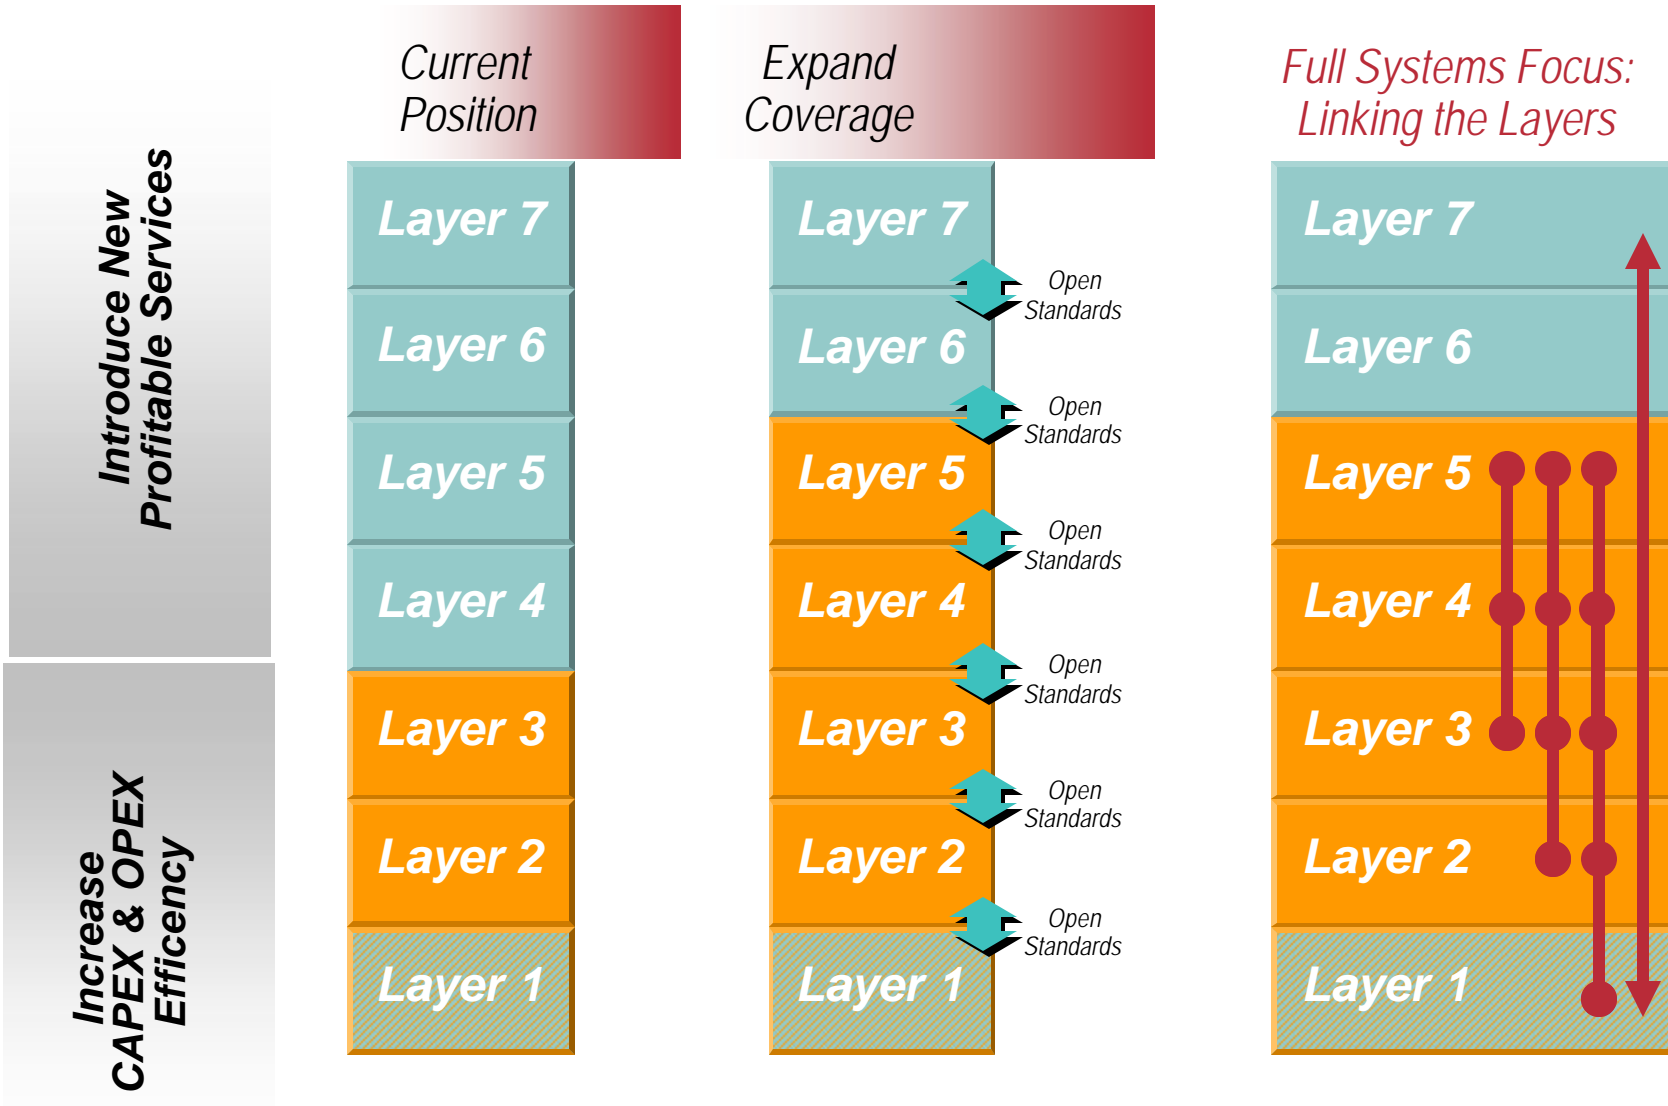 Introduce New
Profitable Services
Increase
CAPEX & OPEX
Efficency
Current
Position
Layer 7
Layer 6
Layer 5
Layer 4
Layer 3
Layer 2
Layer 1
Expand
Coverage
Layer 7
Open
Standards
Layer 6
Open
Standards
Layer 5
Open
Standards
Layer 4
Open
Standards
Layer 3
Open
Standards
Layer 2
Open
Standards
Layer 1
Full Systems Focus:
Linking the Layers
Layer 7
Layer 6
Layer 5
Layer 4
Layer 3
Layer 2
Layer 1